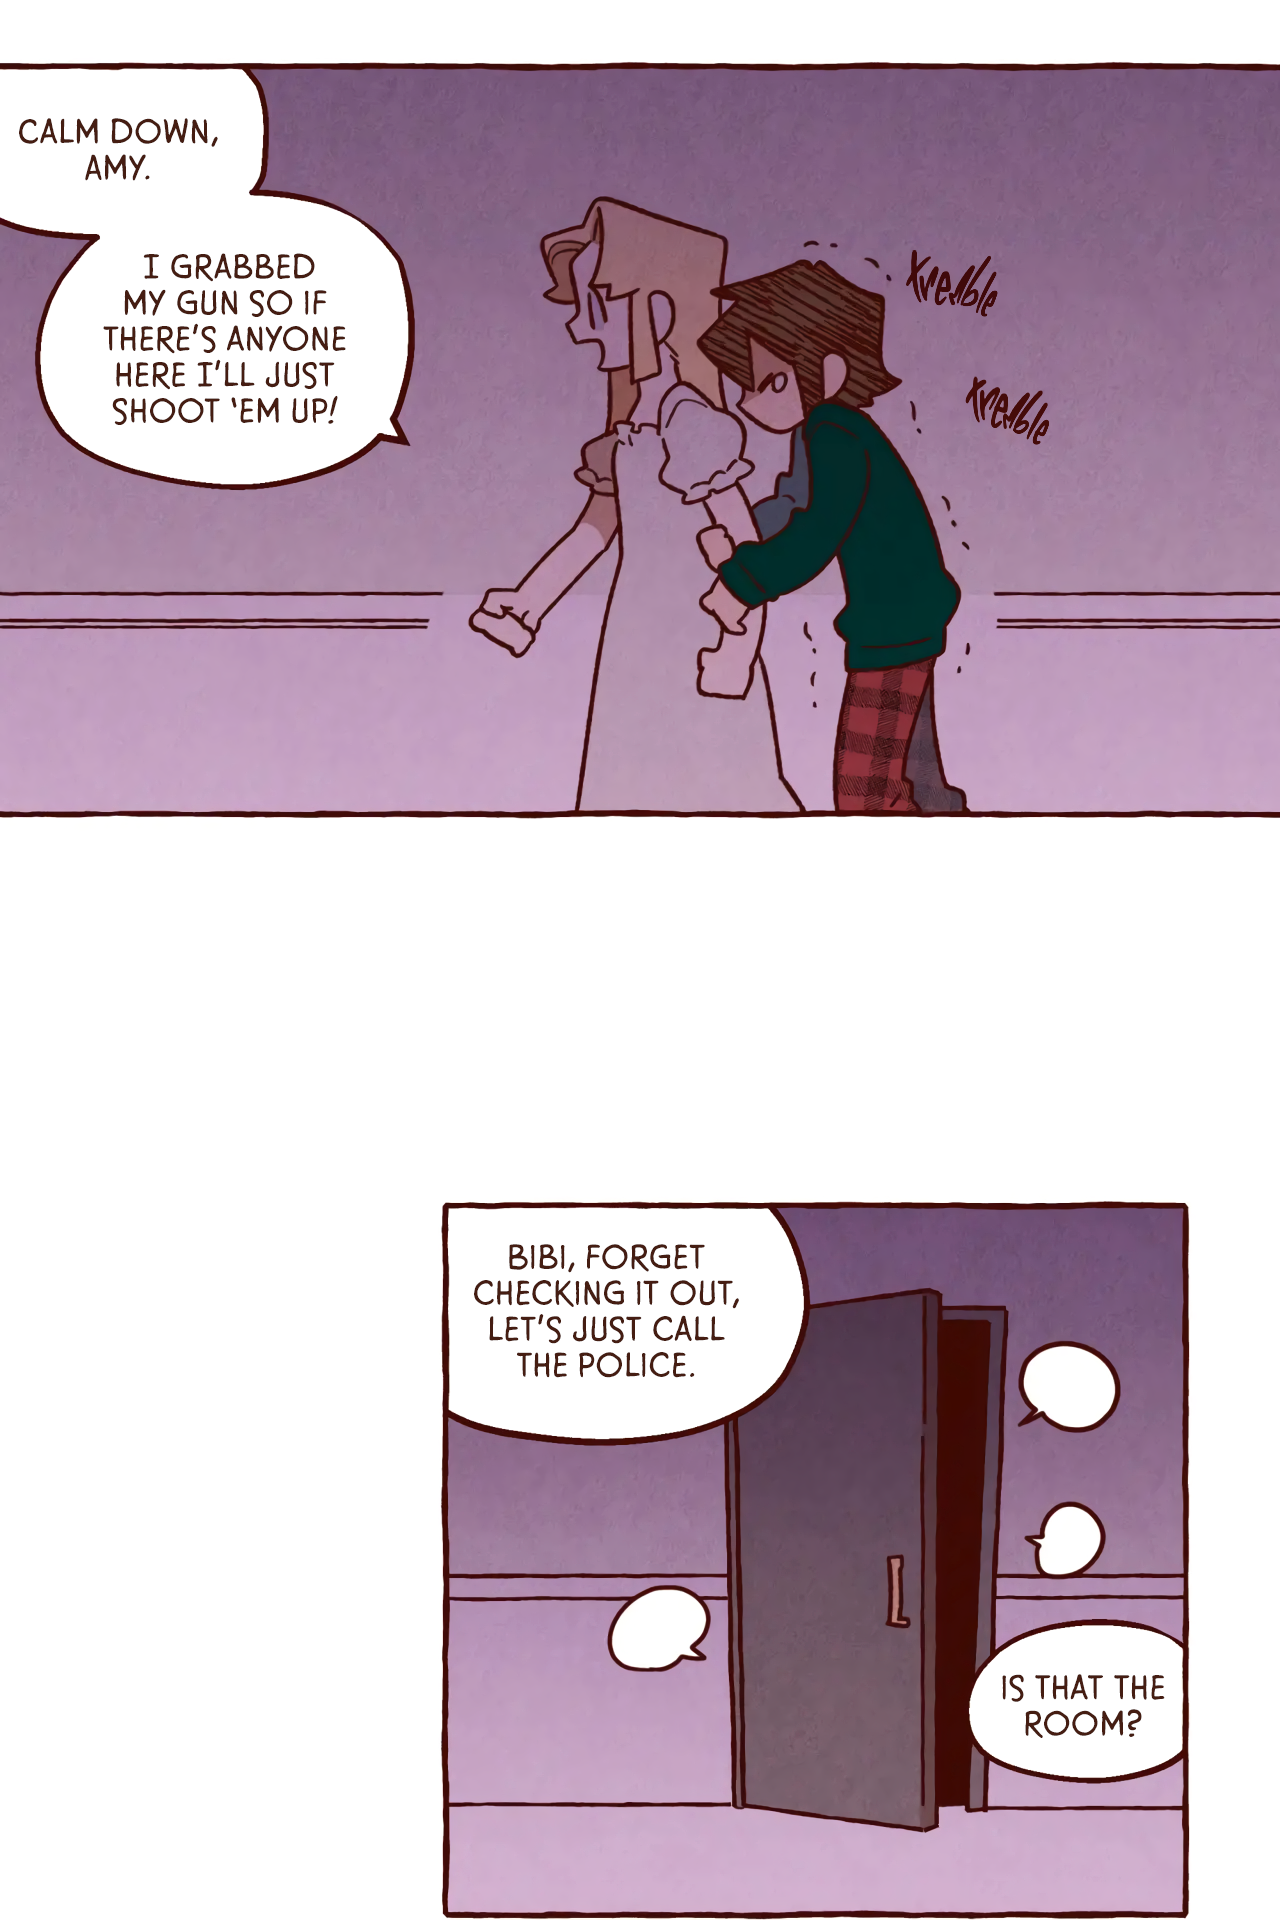 CALM DOWN,
AMY.
I GRABBED
MY GUN SO IF
THERE'S ANYONE
HERE I'LL JUST
SHOOT 'EM UP!
tremble
tremble
BIBI, FORGET
CHECKING IT OUT,
LET'S JUST CALL
THE POLICE.
IS THAT THE
ROOM?